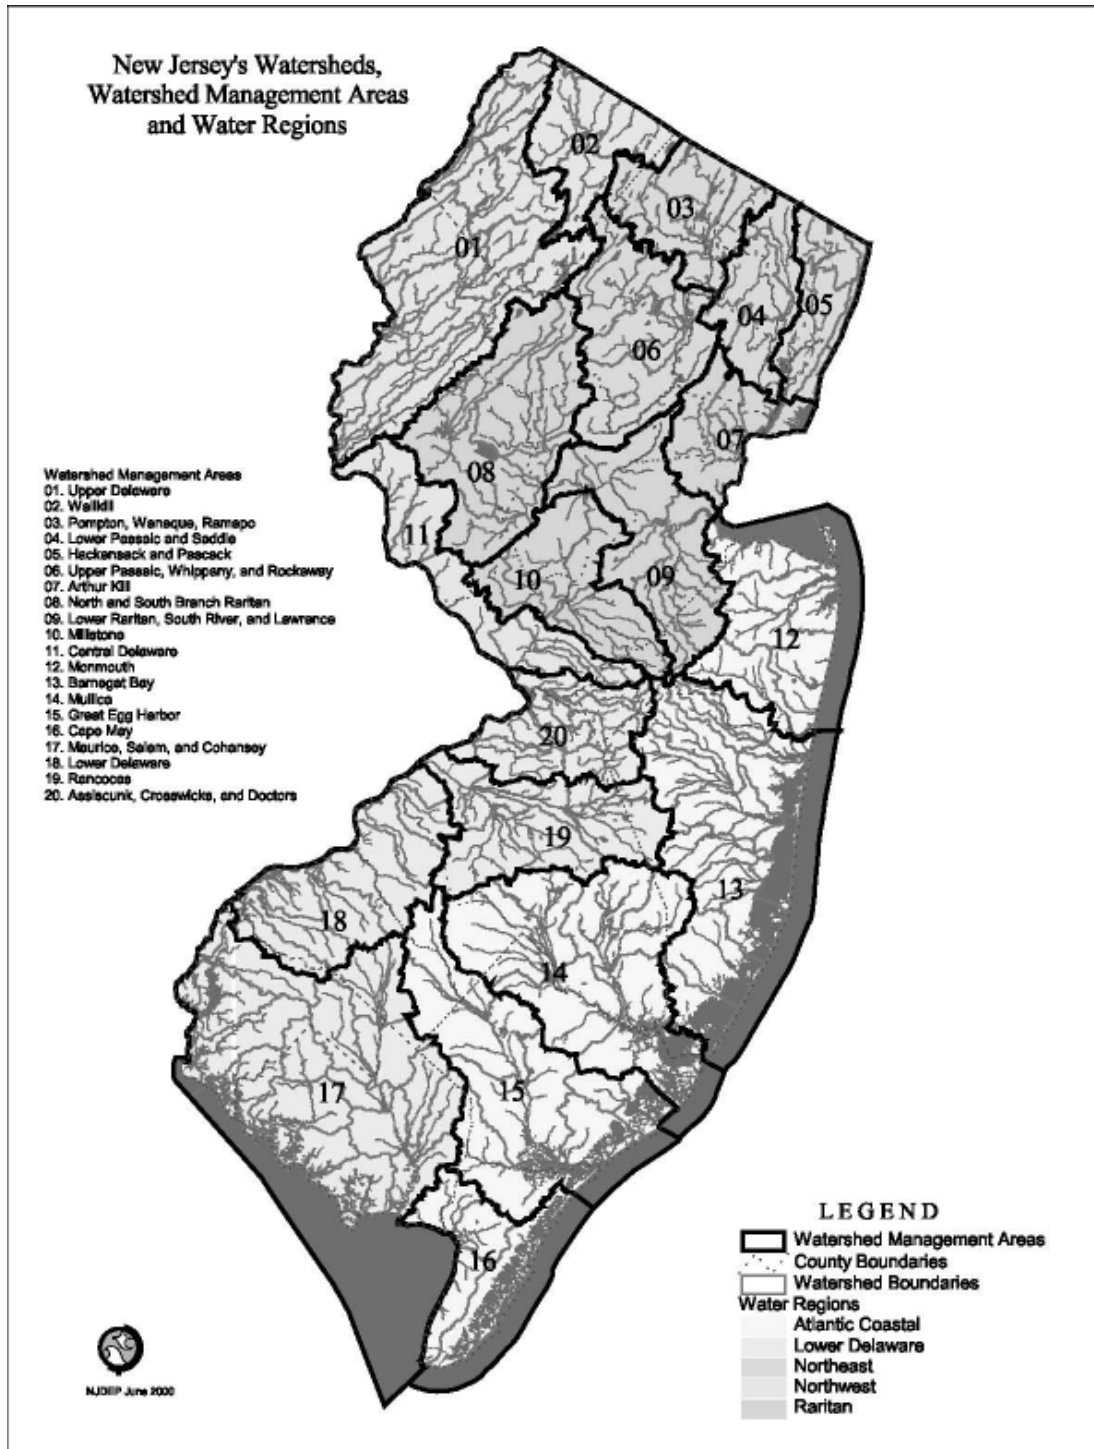 New Jersey's Watersheds,
Watershed Management Areas
and Water Regions
02
03
01
04
05
06
07
08
11
10
09
12
20
19
13
18
14
17
15
16
Watershed Management Areas
01. Upper Delaware
02. Wallkill
03. Pompton, Wanaque, Ramapo
04. Lower Passaic and Saddle
05. Hackensack and Pascack
06. Upper Passaic, Whippany, and Rockaway
07. Arthur Kill
08. North and South Branch Raritan
09. Lower Raritan, South River, and Lawrence
10. Millstone
11. Central Delaware
12. Monmouth
13. Barnegat Bay
14. Mullica
15. Great Egg Harbor
16. Cape May
17. Maurice, Salem, and Cohansey
18. Lower Delaware
19. Rancocas
20. Assiscunk, Crosswicks, and Doctors
LEGEND
Watershed Management Areas
County Boundaries
Watershed Boundaries
Water Regions
Atlantic Coastal
Lower Delaware
Northeast
Northwest
Raritan
NJDEP June 2000